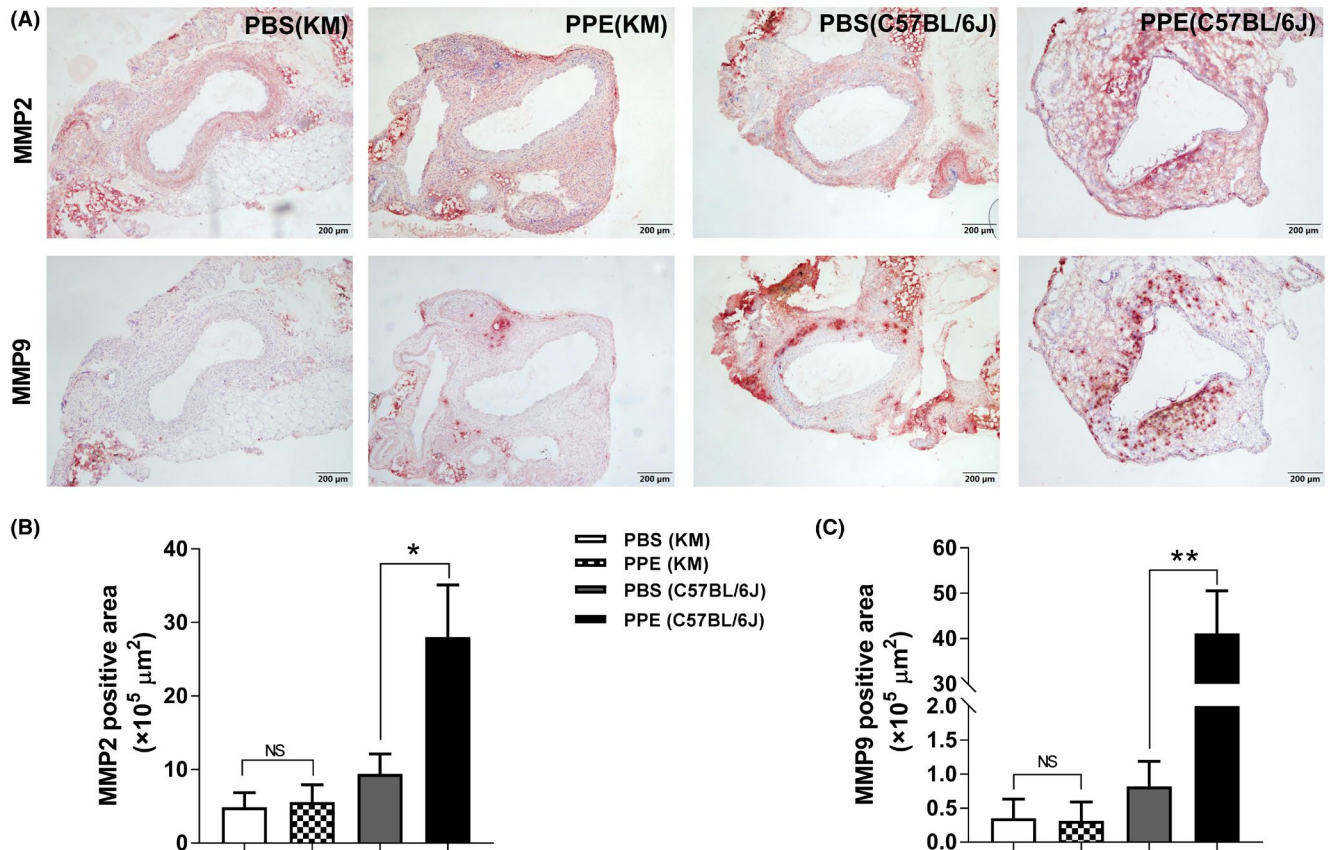 (A)
PBS(KM)
PPE(KM)
PBS(C57BL/6J)
PPE(C57BL/6J)
MMP2
200 µm
200 µm
200 µm
200 µm
MMP9
200 µm
200 µm
200 µm
200 µm
(B)
MMP2 positive area
(×10⁵ µm²)
40
30
20
10
0
NS
*
PBS (KM)
PPE (KM)
PBS (C57BL/6J)
PPE (C57BL/6J)
(C)
MMP9 positive area
(×10⁵ µm²)
60
50
40
30
2.0
1.5
1.0
0.5
0.0
NS
**